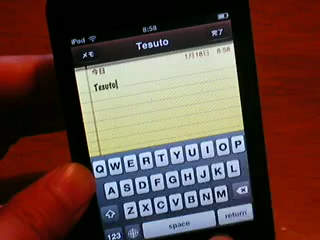 iPod 8:58
メモ Tesuto 完了
今日 1月18日 8:58
Tesuto
Q W E R T Y U I O P
A S D F G H J K L
Z X C V B N M
123 space return